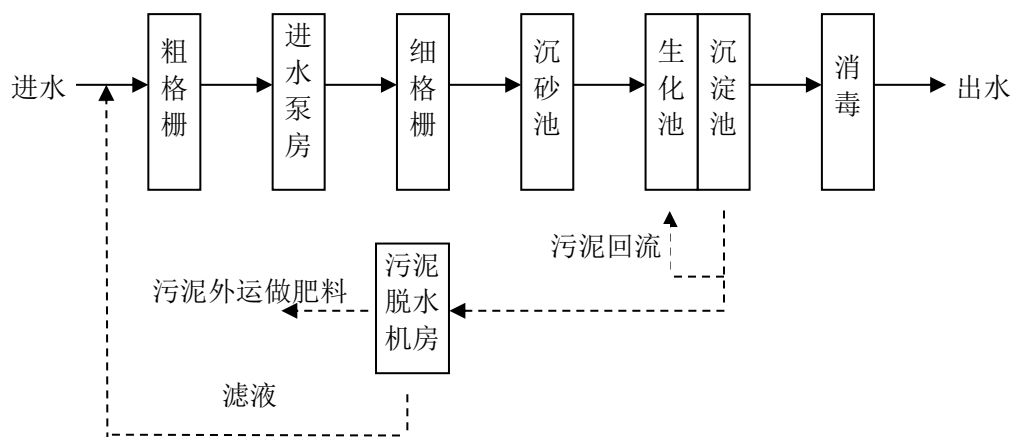 进水
粗格栅
进水泵房
细格栅
沉砂池
生化池
沉淀池
消毒
出水
污泥回流
污泥外运做肥料
污泥
脱水
机房
滤液